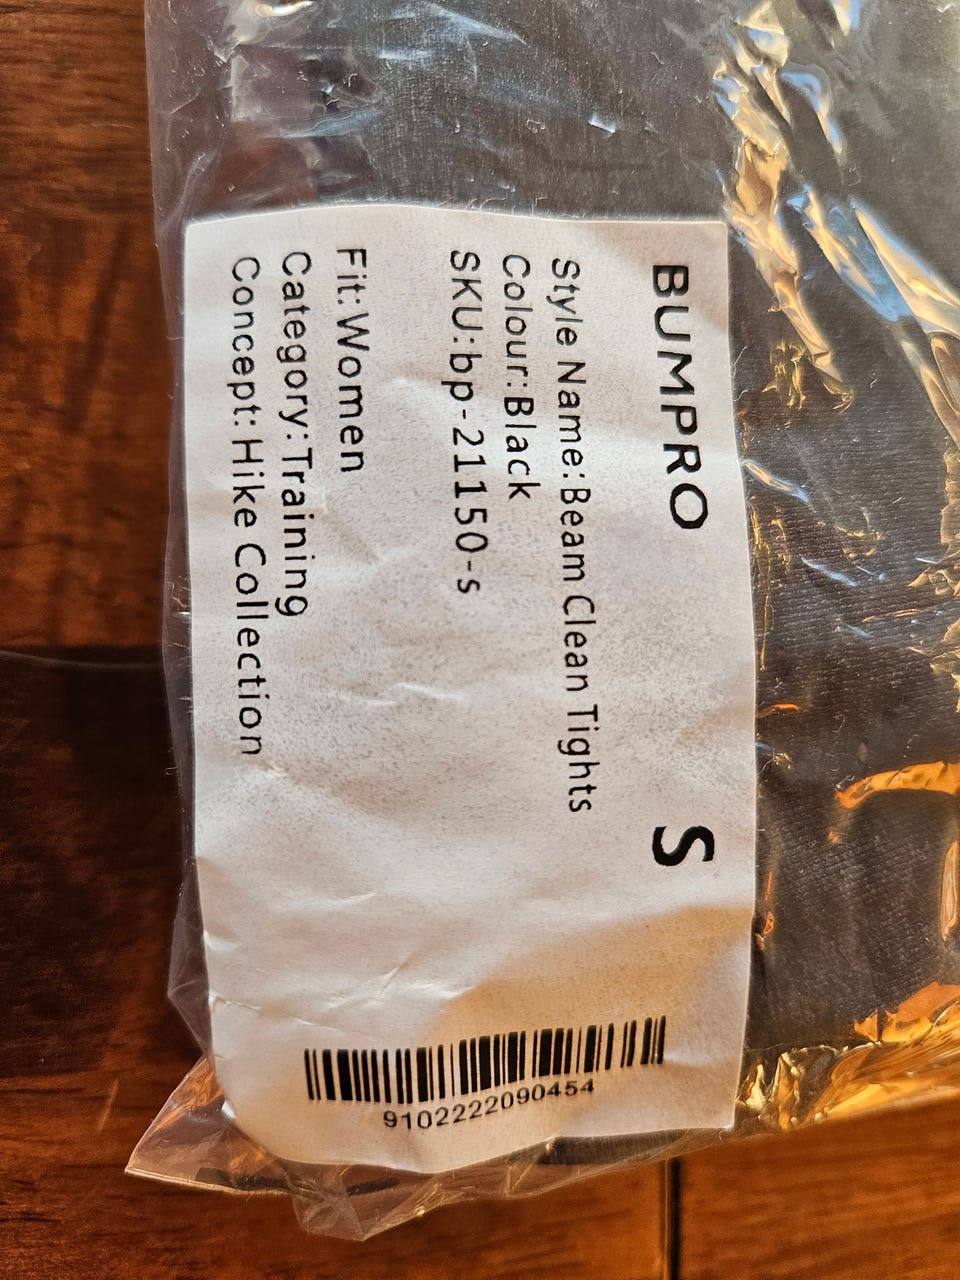 BUMPRO S
Style Name:Beam Clean Tights
Colour:Black
SKU:bp-21150-s
Fit:Women
Category:Training
Concept:Hike Collection
9102222090454